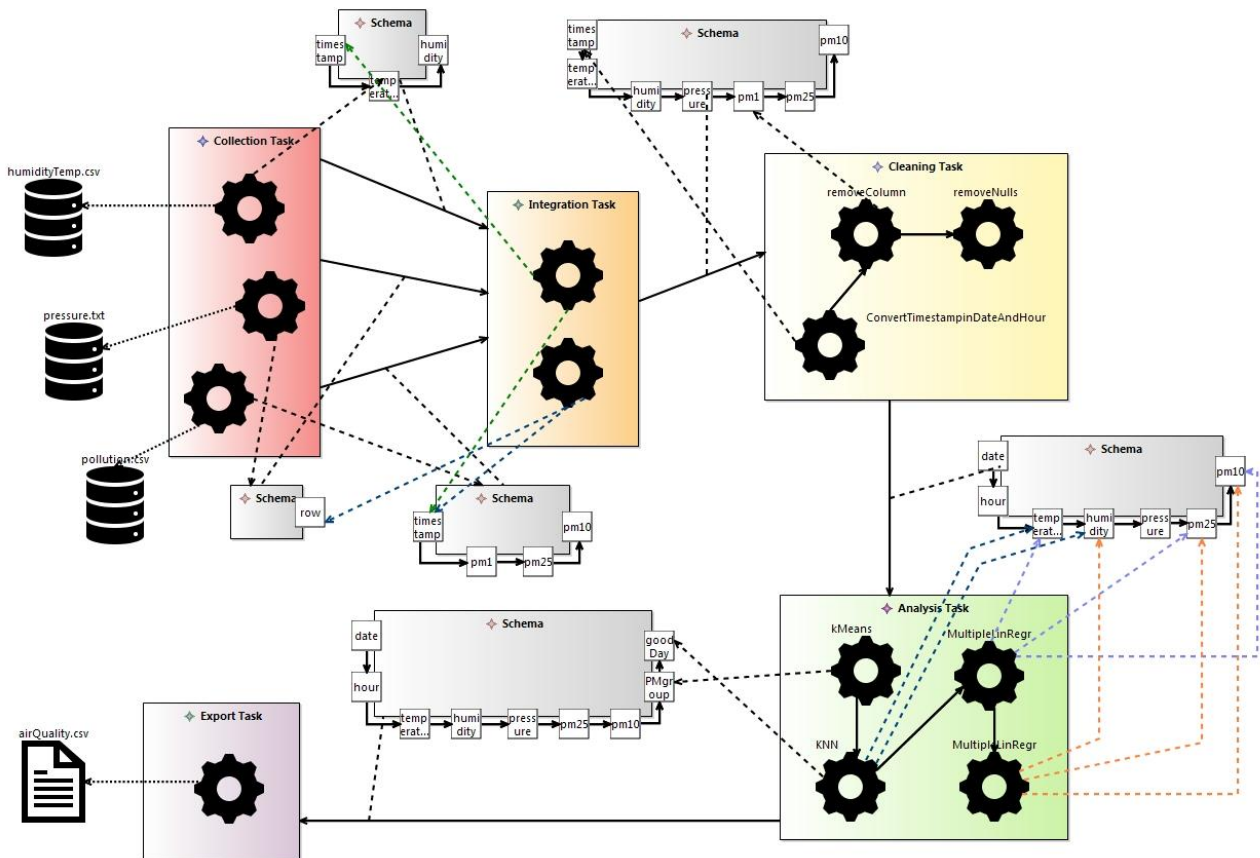 Schema
times
tamp
humi
dity
temp
erat...
times
tamp
Schema
pm10
temp
erat...
humi
dity
press
ure
pm1
pm25
Collection Task
humidityTemp.csv
pressure.txt
pollution.csv
Integration Task
Cleaning Task
removeColumn
removeNulls
ConvertTimestampinDateAndHour
Schema
row
Schema
times
tamp
pm10
pm1
pm25
date
Schema
pm10
hour
temp
erat...
humi
dity
press
ure
pm25
Analysis Task
kMeans
MultipleLinRegr
KNN
MultipleLinRegr
Schema
date
good
Day
hour
PMg
roup
temp
erat...
humi
dity
press
ure
pm25
pm10
Export Task
airQuality.csv